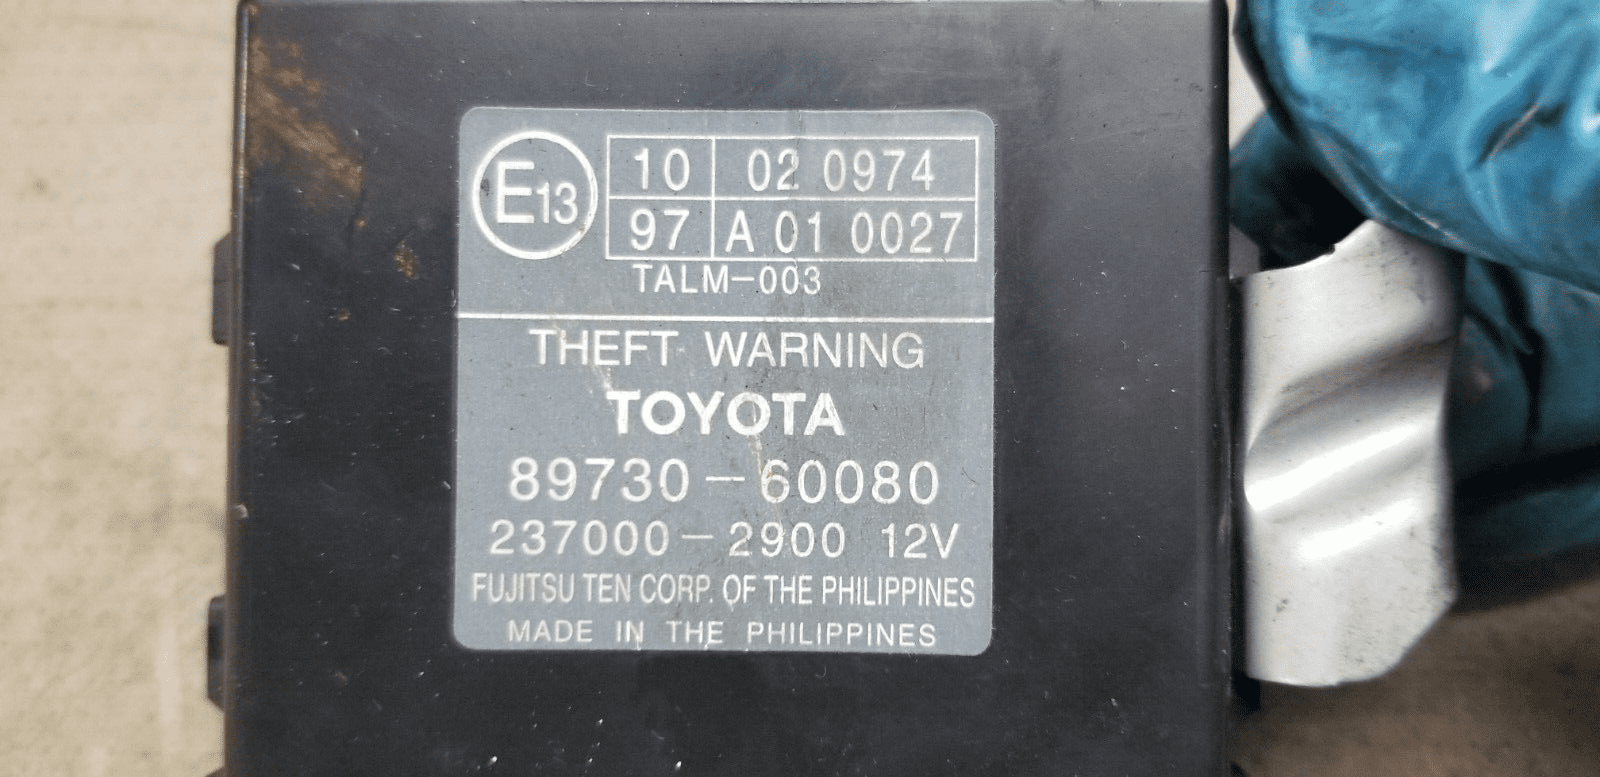 E13
10 02 0974
97 A 01 0027
TALM-003
THEFT WARNING
TOYOTA
89730-60080
237000-2900 12V
FUJITSU TEN CORP. OF THE PHILIPPINES
MADE IN THE PHILIPPINES